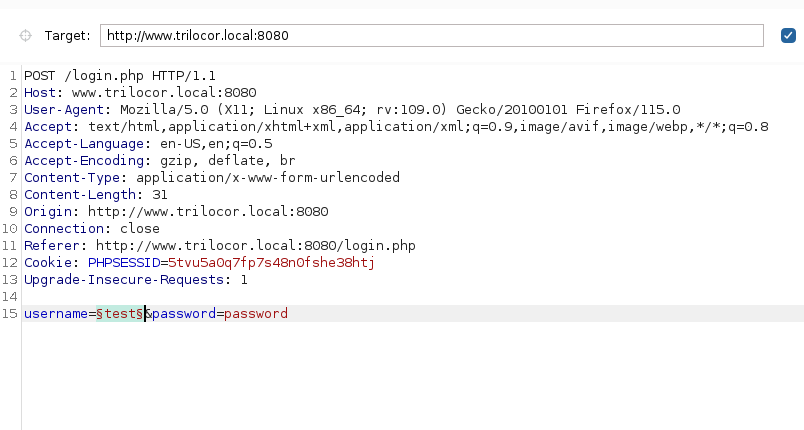 Target: http://www.trilocor.local:8080
1 POST /login.php HTTP/1.1
2 Host: www.trilocor.local:8080
3 User-Agent: Mozilla/5.0 (X11; Linux x86_64; rv:109.0) Gecko/20100101 Firefox/115.0
4 Accept: text/html,application/xhtml+xml,application/xml;q=0.9,image/avif,image/webp,*/*;q=0.8
5 Accept-Language: en-US,en;q=0.5
6 Accept-Encoding: gzip, deflate, br
7 Content-Type: application/x-www-form-urlencoded
8 Content-Length: 31
9 Origin: http://www.trilocor.local:8080
10 Connection: close
11 Referer: http://www.trilocor.local:8080/login.php
12 Cookie: PHPSESSID=5tvu5a0q7fp7s48n0fshe38htj
13 Upgrade-Insecure-Requests: 1
14
15 username=§test§&password=password